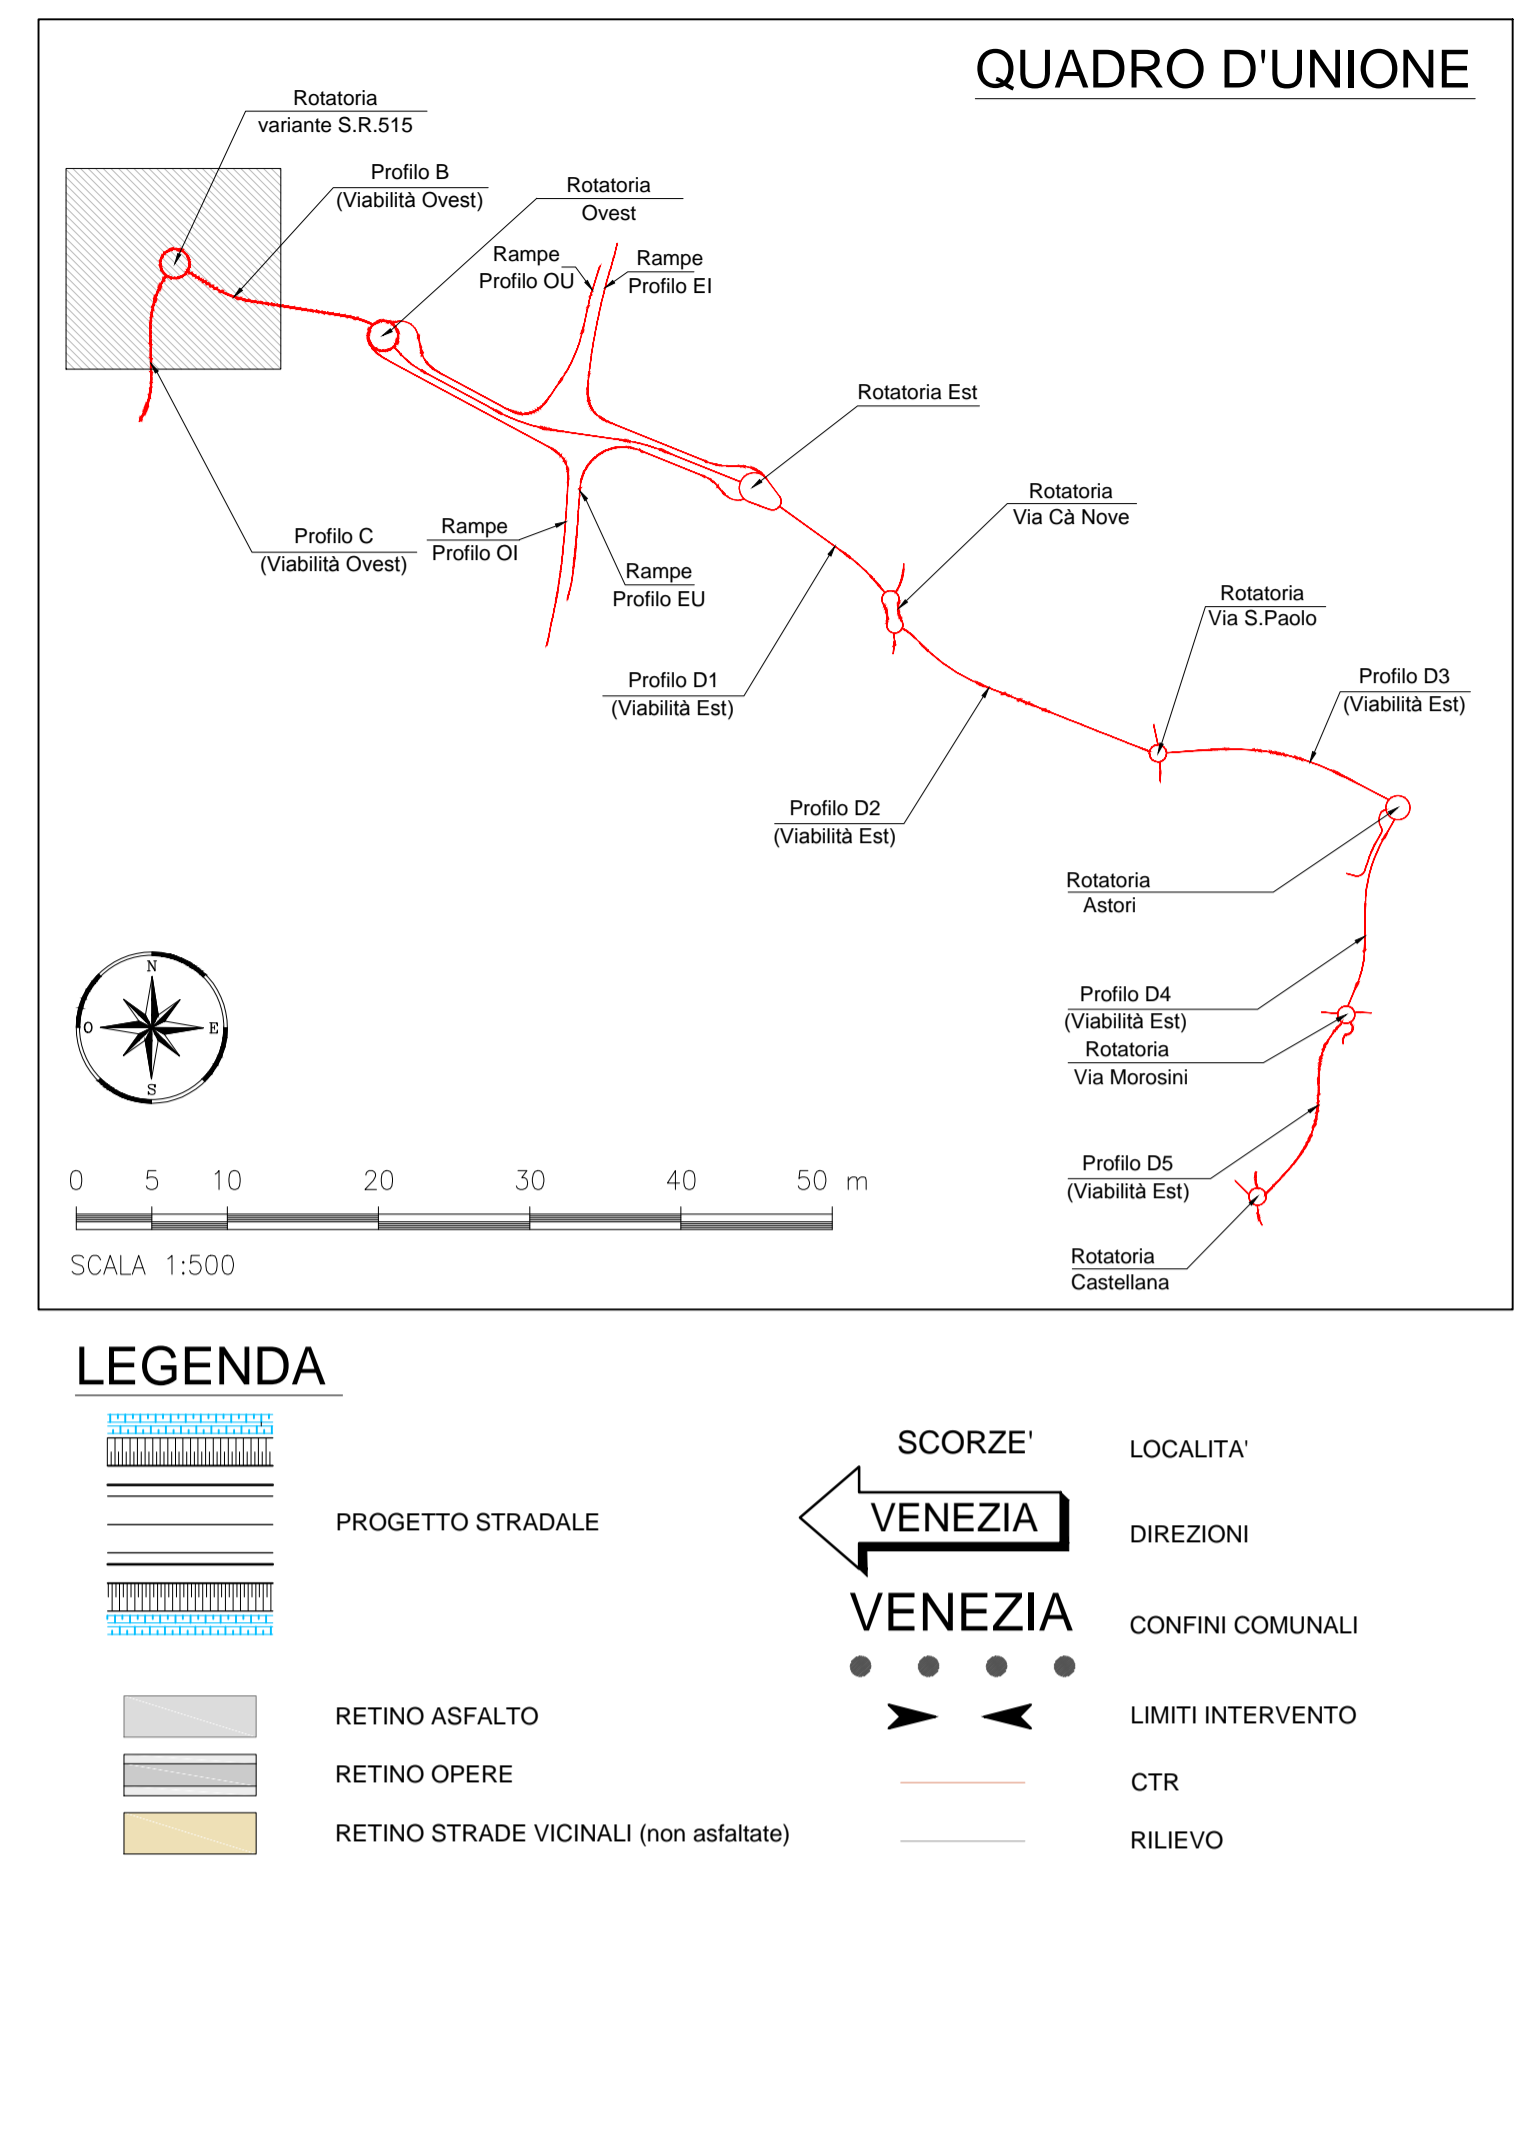 QUADRO D'UNIONE
Rotatoria
variante S.R.515
Profilo B
(Viabilità Ovest)
Rotatoria
Ovest
Rampe
Profilo OU
Rampe
Profilo EI
Rotatoria Est
Rotatoria
Via Cà Nove
Profilo C
(Viabilità Ovest)
Rampe
Profilo OI
Rampe
Profilo EU
Rotatoria
Via S.Paolo
Profilo D1
(Viabilità Est)
Profilo D3
(Viabilità Est)
Profilo D2
(Viabilità Est)
Rotatoria
Astori
Profilo D4
(Viabilità Est)
Rotatoria
Via Morosini
Profilo D5
(Viabilità Est)
Rotatoria
Castellana
N
O
E
S
0 5 10 20 30 40 50 m
SCALA 1:500
LEGENDA
PROGETTO STRADALE
RETINO ASFALTO
RETINO OPERE
RETINO STRADE VICINALI (non asfaltate)
SCORZE' LOCALITA'
VENEZIA DIREZIONI
VENEZIA CONFINI COMUNALI
LIMITI INTERVENTO
CTR
RILIEVO